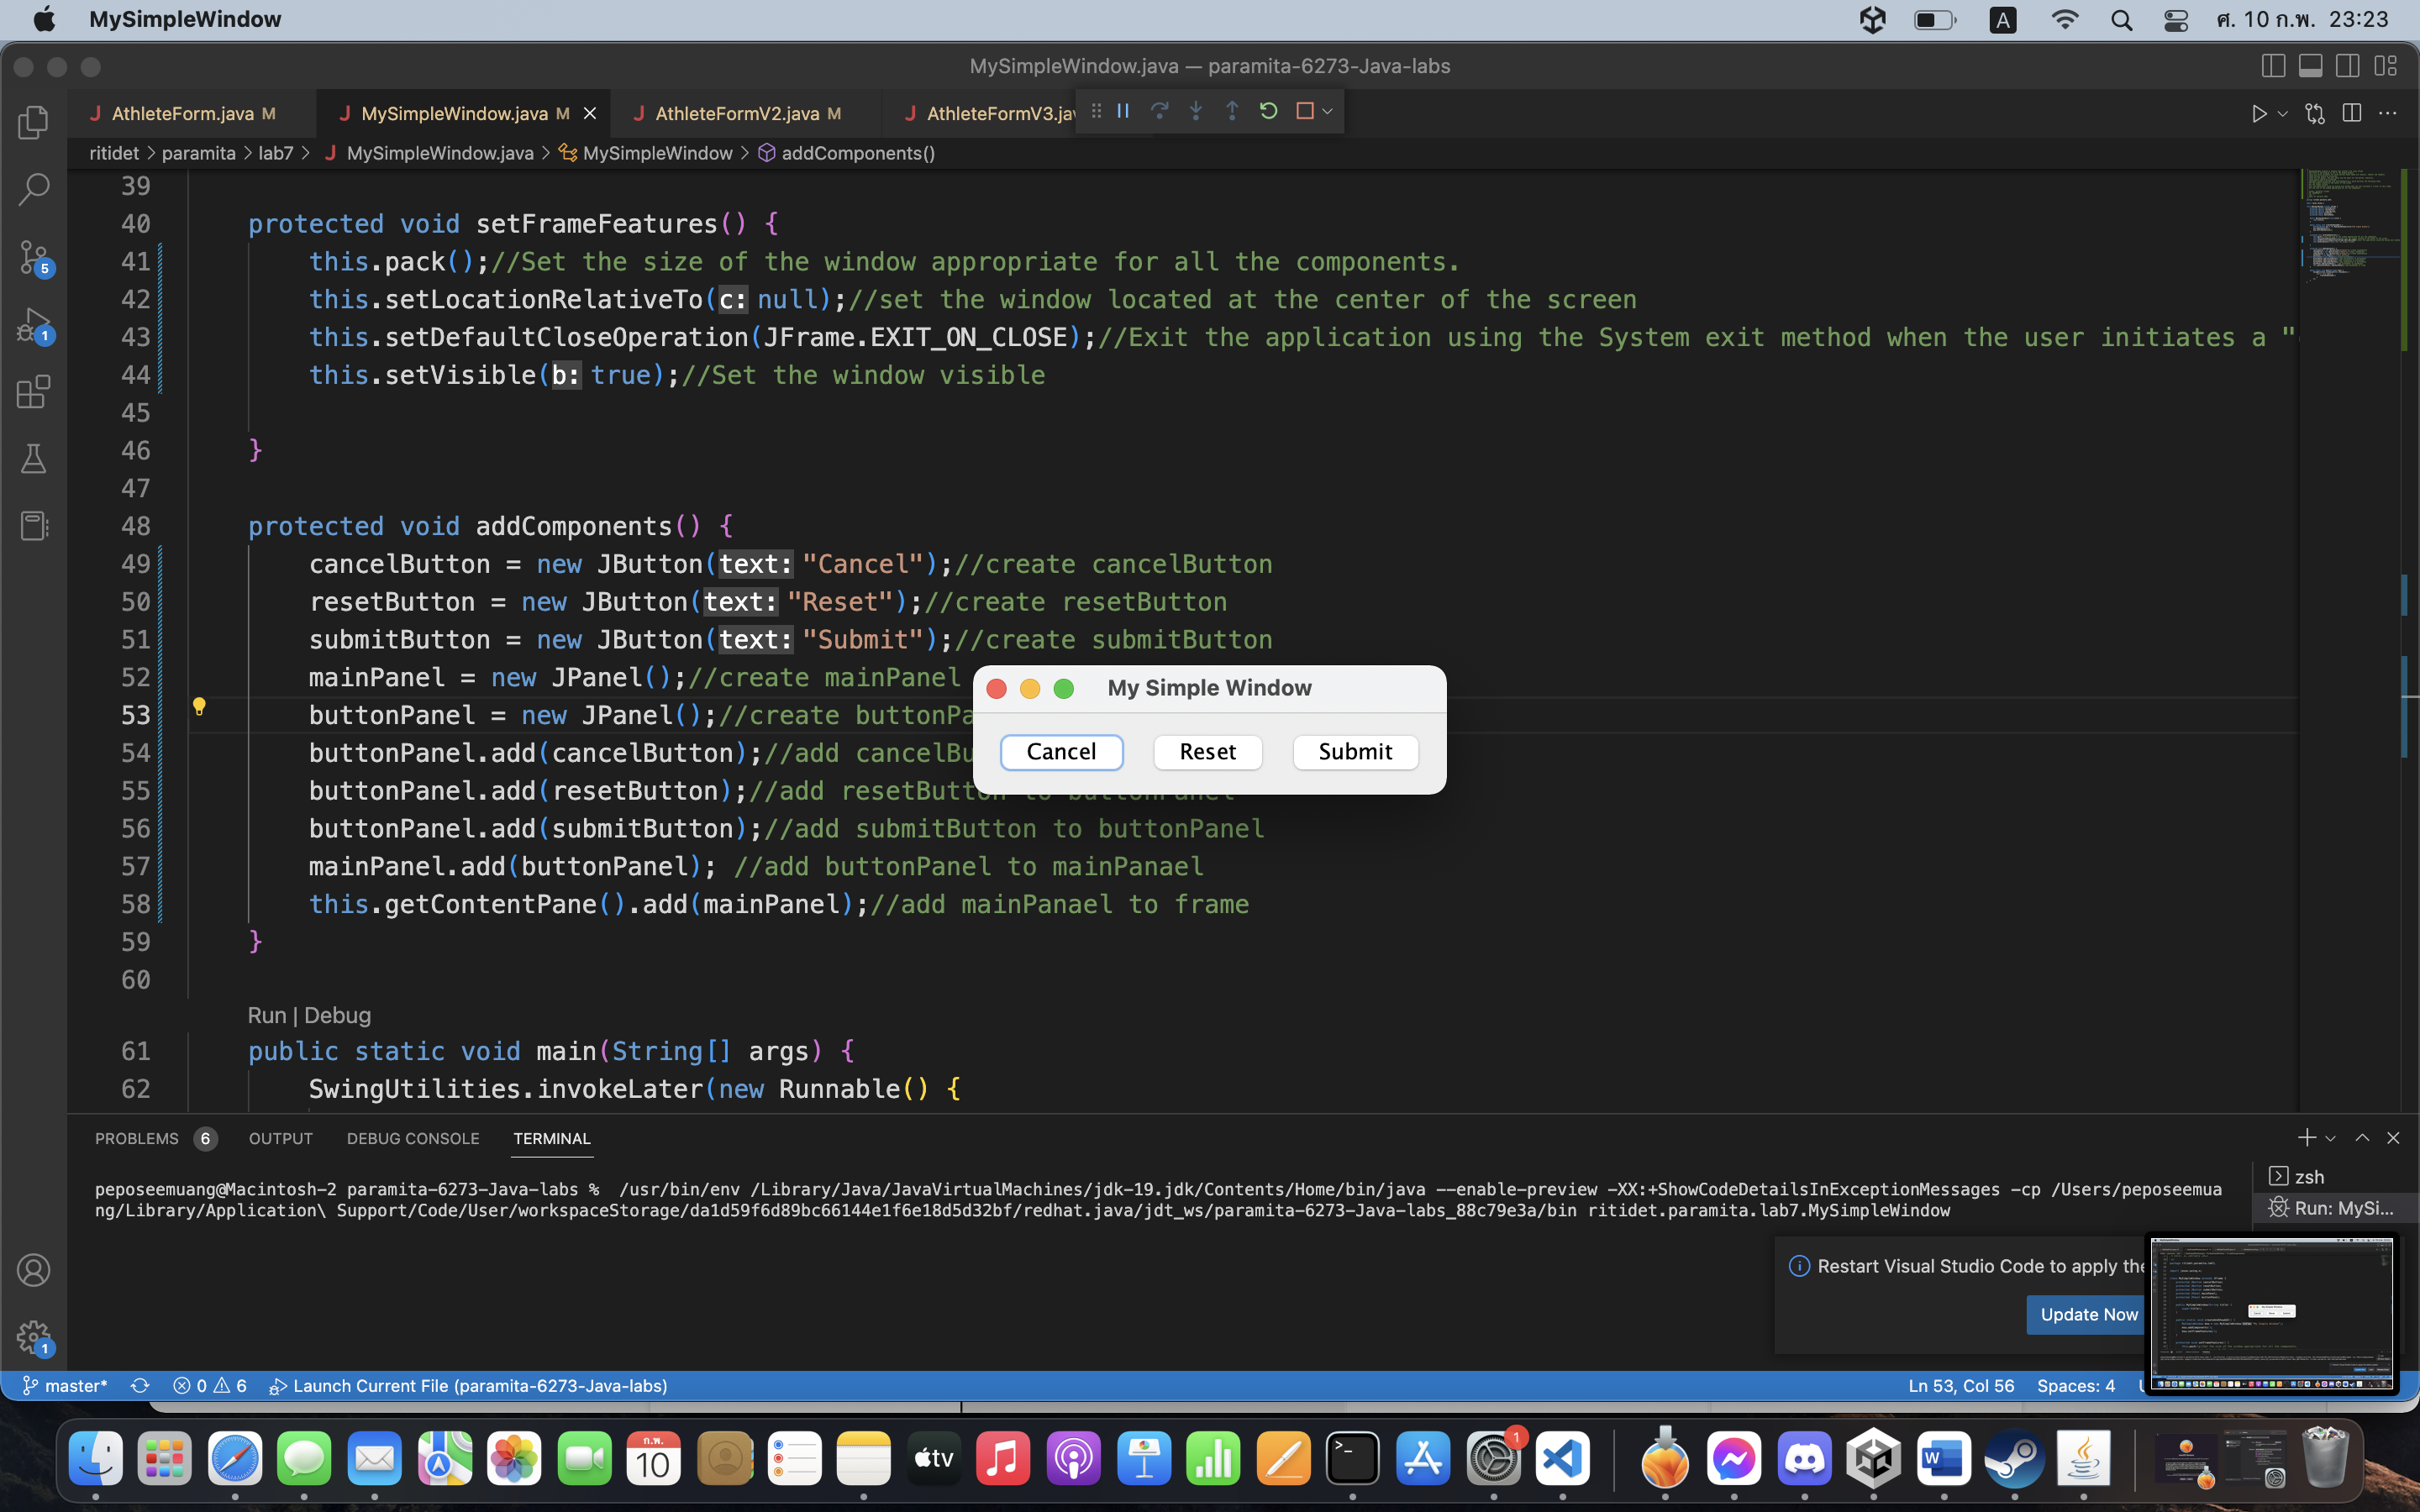 MySimpleWindow
A
ศ. 10 ก.พ. 23:23
MySimpleWindow.java — paramita-6273-Java-labs
AthleteForm.java M
MySimpleWindow.java M
AthleteFormV2.java M
AthleteFormV3.jav
ritidet > paramita > lab7 > J MySimpleWindow.java > MySimpleWindow > addComponents()
39
40 protected void setFrameFeatures() {
41 this.pack();//Set the size of the window appropriate for all the components.
42 this.setLocationRelativeTo(c: null);//set the window located at the center of the screen
43 this.setDefaultCloseOperation(JFrame.EXIT_ON_CLOSE);//Exit the application using the System exit method when the user initiates a "
44 this.setVisible(b: true);//Set the window visible
45
46 }
47
48 protected void addComponents() {
49 cancelButton = new JButton(text: "Cancel");//create cancelButton
50 resetButton = new JButton(text: "Reset");//create resetButton
51 submitButton = new JButton(text: "Submit");//create submitButton
52 mainPanel = new JPanel();//create mainPanel
53 buttonPanel = new JPanel();//create buttonPa
54 buttonPanel.add(cancelButton);//add cancelBu
55 buttonPanel.add(resetButton);//add resetButton to buttonPanel
56 buttonPanel.add(submitButton);//add submitButton to buttonPanel
57 mainPanel.add(buttonPanel); //add buttonPanel to mainPanael
58 this.getContentPane().add(mainPanel);//add mainPanael to frame
59 }
60
Run | Debug
61 public static void main(String[] args) {
62 SwingUtilities.invokeLater(new Runnable() {
My Simple Window
Cancel Reset Submit
5
1
1
PROBLEMS 6 OUTPUT DEBUG CONSOLE TERMINAL
peposeemuang@Macintosh-2 paramita-6273-Java-labs % /usr/bin/env /Library/Java/JavaVirtualMachines/jdk-19.jdk/Contents/Home/bin/java --enable-preview -XX:+ShowCodeDetailsInExceptionMessages -cp /Users/peposeemua
ng/Library/Application\ Support/Code/User/workspaceStorage/da1d59f6d89bc66144e1f6e18d5d32bf/redhat.java/jdt_ws/paramita-6273-Java-labs_88c79e3a/bin ritidet.paramita.lab7.MySimpleWindow
zsh
Run: MySi...
Restart Visual Studio Code to apply the
Update Now
master* 0 6 Launch Current File (paramita-6273-Java-labs)
Ln 53, Col 56 Spaces: 4
ก.พ.
10
tv
1
W